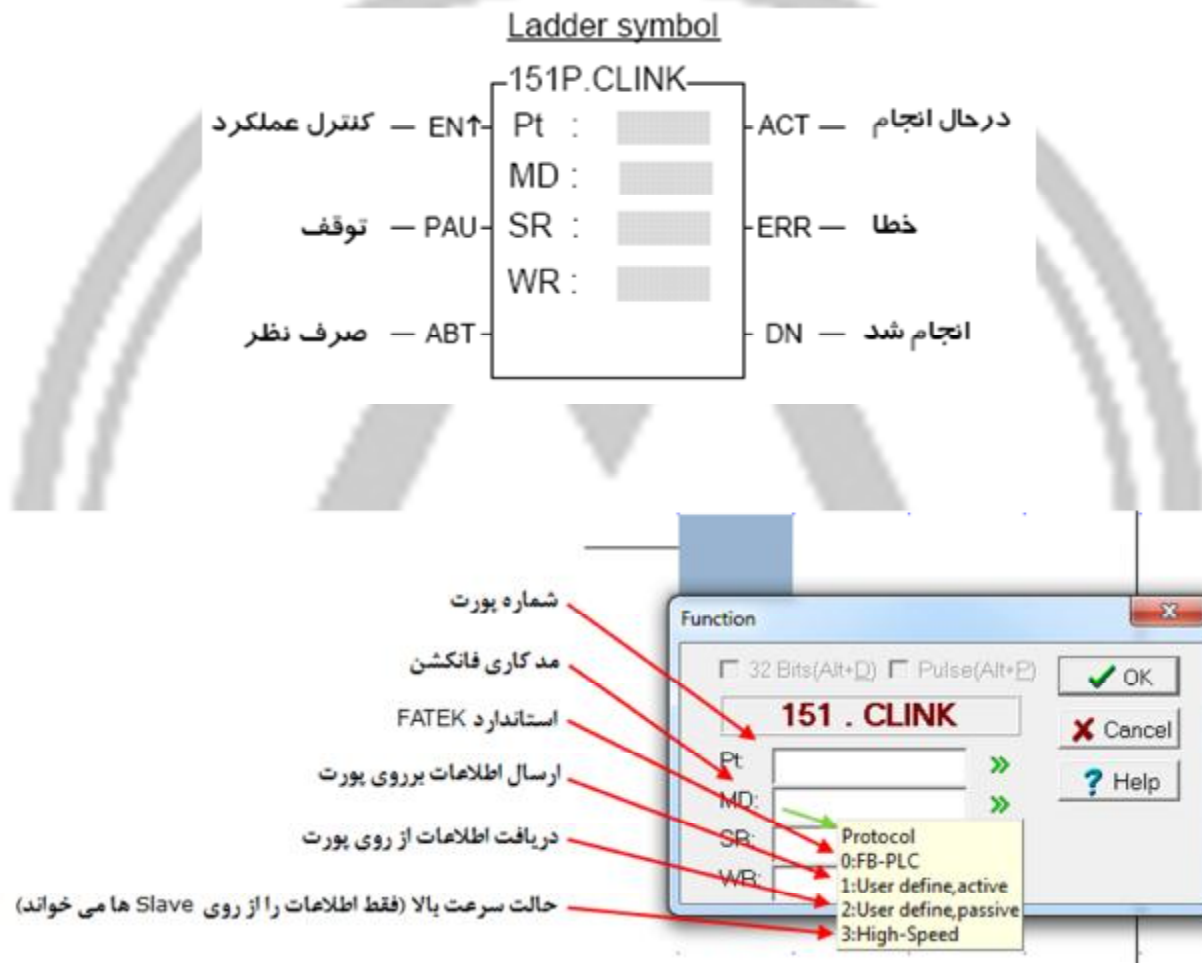 Ladder symbol
151P.CLINK
کنترل عملکرد — EN↑ Pt : ACT — درحال انجام
MD :
توقف — PAU SR : ERR — خطا
WR :
صرف نظر — ABT DN — انجام شد
شماره پورت
مد کاری فانکشن
استاندارد FATEK
ارسال اطلاعات برروی پورت
دریافت اطلاعات از روی پورت
حالت سرعت بالا (فقط اطلاعات را از روی Slave ها می خواند)
Function
32 Bits(Alt+D) Pulse(Alt+P)
OK
151 . CLINK
Cancel
Pt:
Help
MD:
SR:
WR:
Protocol
0:FB-PLC
1:User define,active
2:User define,passive
3:High-Speed